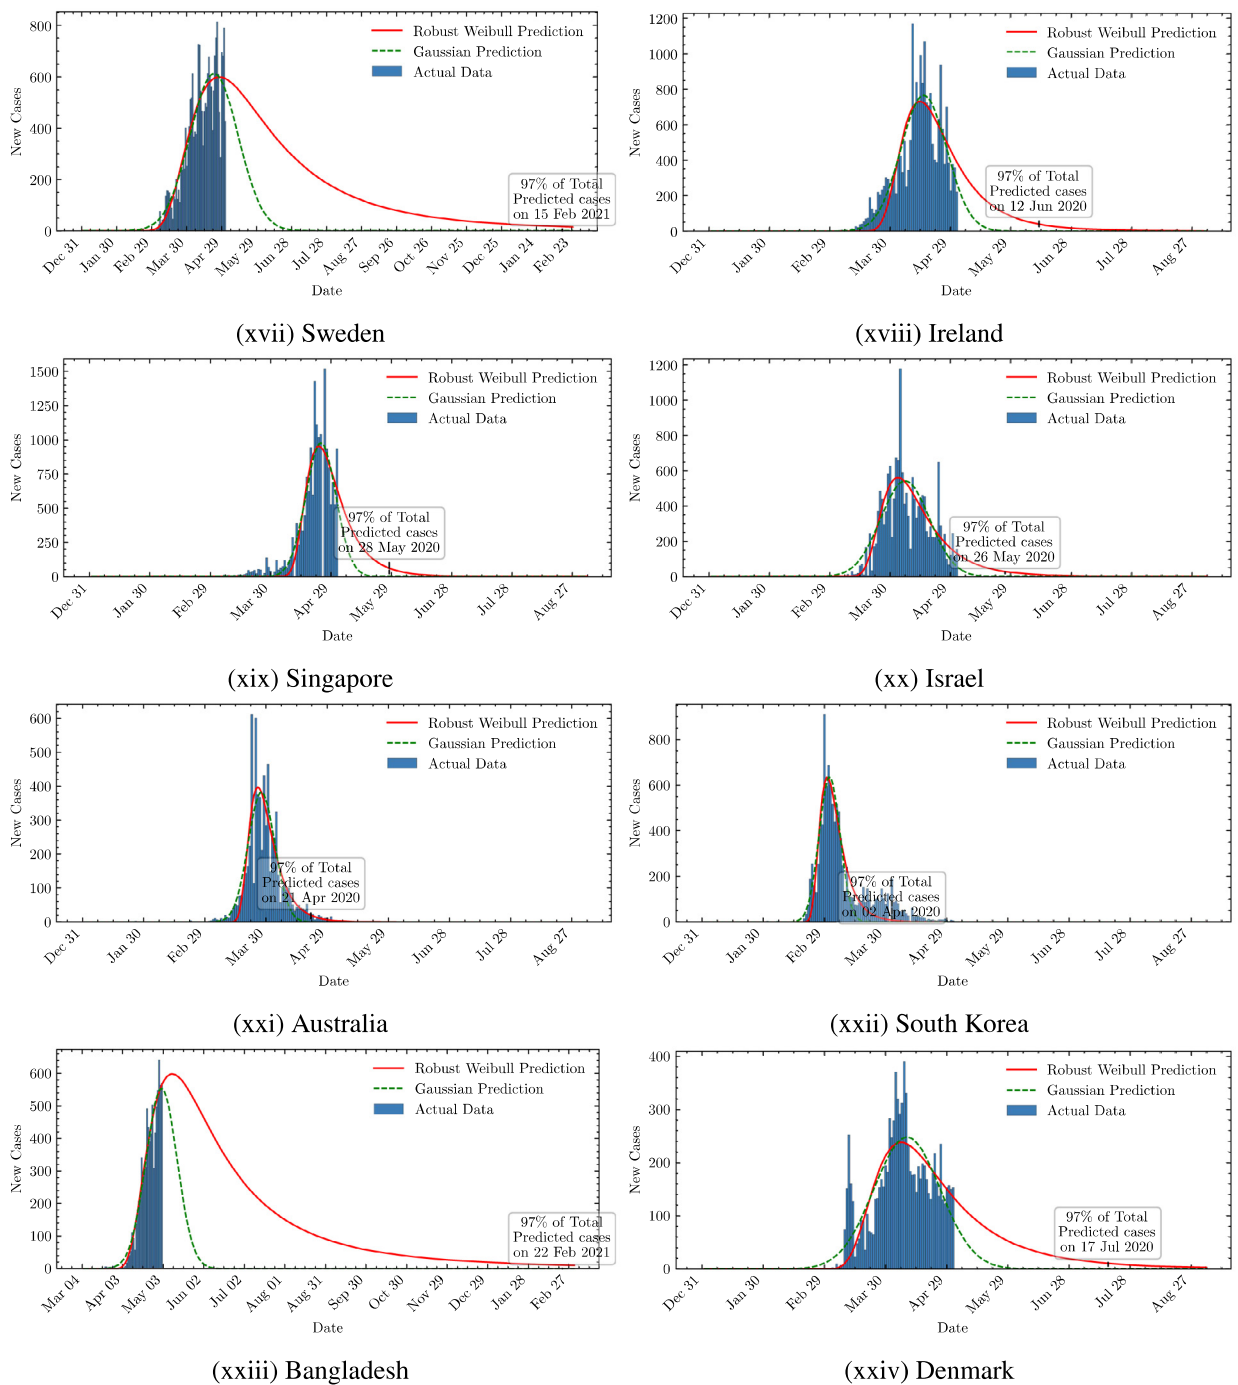 800
600
400
200
0
New Cases
Robust Weibull Prediction
Gaussian Prediction
Actual Data
97% of Total
Predicted cases
on 15 Feb 2021
Dec 31
Jan 30
Feb 29
Mar 30
Apr 29
May 29
Jun 28
Jul 28
Aug 27
Sep 26
Oct 26
Nov 25
Dec 25
Jan 24
Feb 23
Date
(xvii) Sweden
1200
1000
800
600
400
200
0
New Cases
Robust Weibull Prediction
Gaussian Prediction
Actual Data
97% of Total
Predicted cases
on 12 Jun 2020
Dec 31
Jan 30
Feb 29
Mar 30
Apr 29
May 29
Jun 28
Jul 28
Aug 27
Date
(xviii) Ireland
1500
1250
1000
750
500
250
0
New Cases
Robust Weibull Prediction
Gaussian Prediction
Actual Data
97% of Total
Predicted cases
on 28 May 2020
Dec 31
Jan 30
Feb 29
Mar 30
Apr 29
May 29
Jun 28
Jul 28
Aug 27
Date
(xix) Singapore
1200
1000
800
600
400
200
0
New Cases
Robust Weibull Prediction
Gaussian Prediction
Actual Data
97% of Total
Predicted cases
on 26 May 2020
Dec 31
Jan 30
Feb 29
Mar 30
Apr 29
May 29
Jun 28
Jul 28
Aug 27
Date
(xx) Israel
600
500
400
300
200
100
0
New Cases
Robust Weibull Prediction
Gaussian Prediction
Actual Data
97% of Total
Predicted cases
on 21 Apr 2020
Dec 31
Jan 30
Feb 29
Mar 30
Apr 29
May 29
Jun 28
Jul 28
Aug 27
Date
(xxi) Australia
800
600
400
200
0
New Cases
Robust Weibull Prediction
Gaussian Prediction
Actual Data
97% of Total
Predicted cases
on 02 Apr 2020
Dec 31
Jan 30
Feb 29
Mar 30
Apr 29
May 29
Jun 28
Jul 28
Aug 27
Date
(xxii) South Korea
600
500
400
300
200
100
0
New Cases
Robust Weibull Prediction
Gaussian Prediction
Actual Data
97% of Total
Predicted cases
on 22 Feb 2021
Mar 04
Apr 03
May 03
Jun 02
Jul 02
Aug 01
Aug 31
Sep 30
Oct 30
Nov 29
Dec 29
Jan 28
Feb 27
Date
(xxiii) Bangladesh
400
300
200
100
0
New Cases
Robust Weibull Prediction
Gaussian Prediction
Actual Data
97% of Total
Predicted cases
on 17 Jul 2020
Dec 31
Jan 30
Feb 29
Mar 30
Apr 29
May 29
Jun 28
Jul 28
Aug 27
Date
(xxiv) Denmark